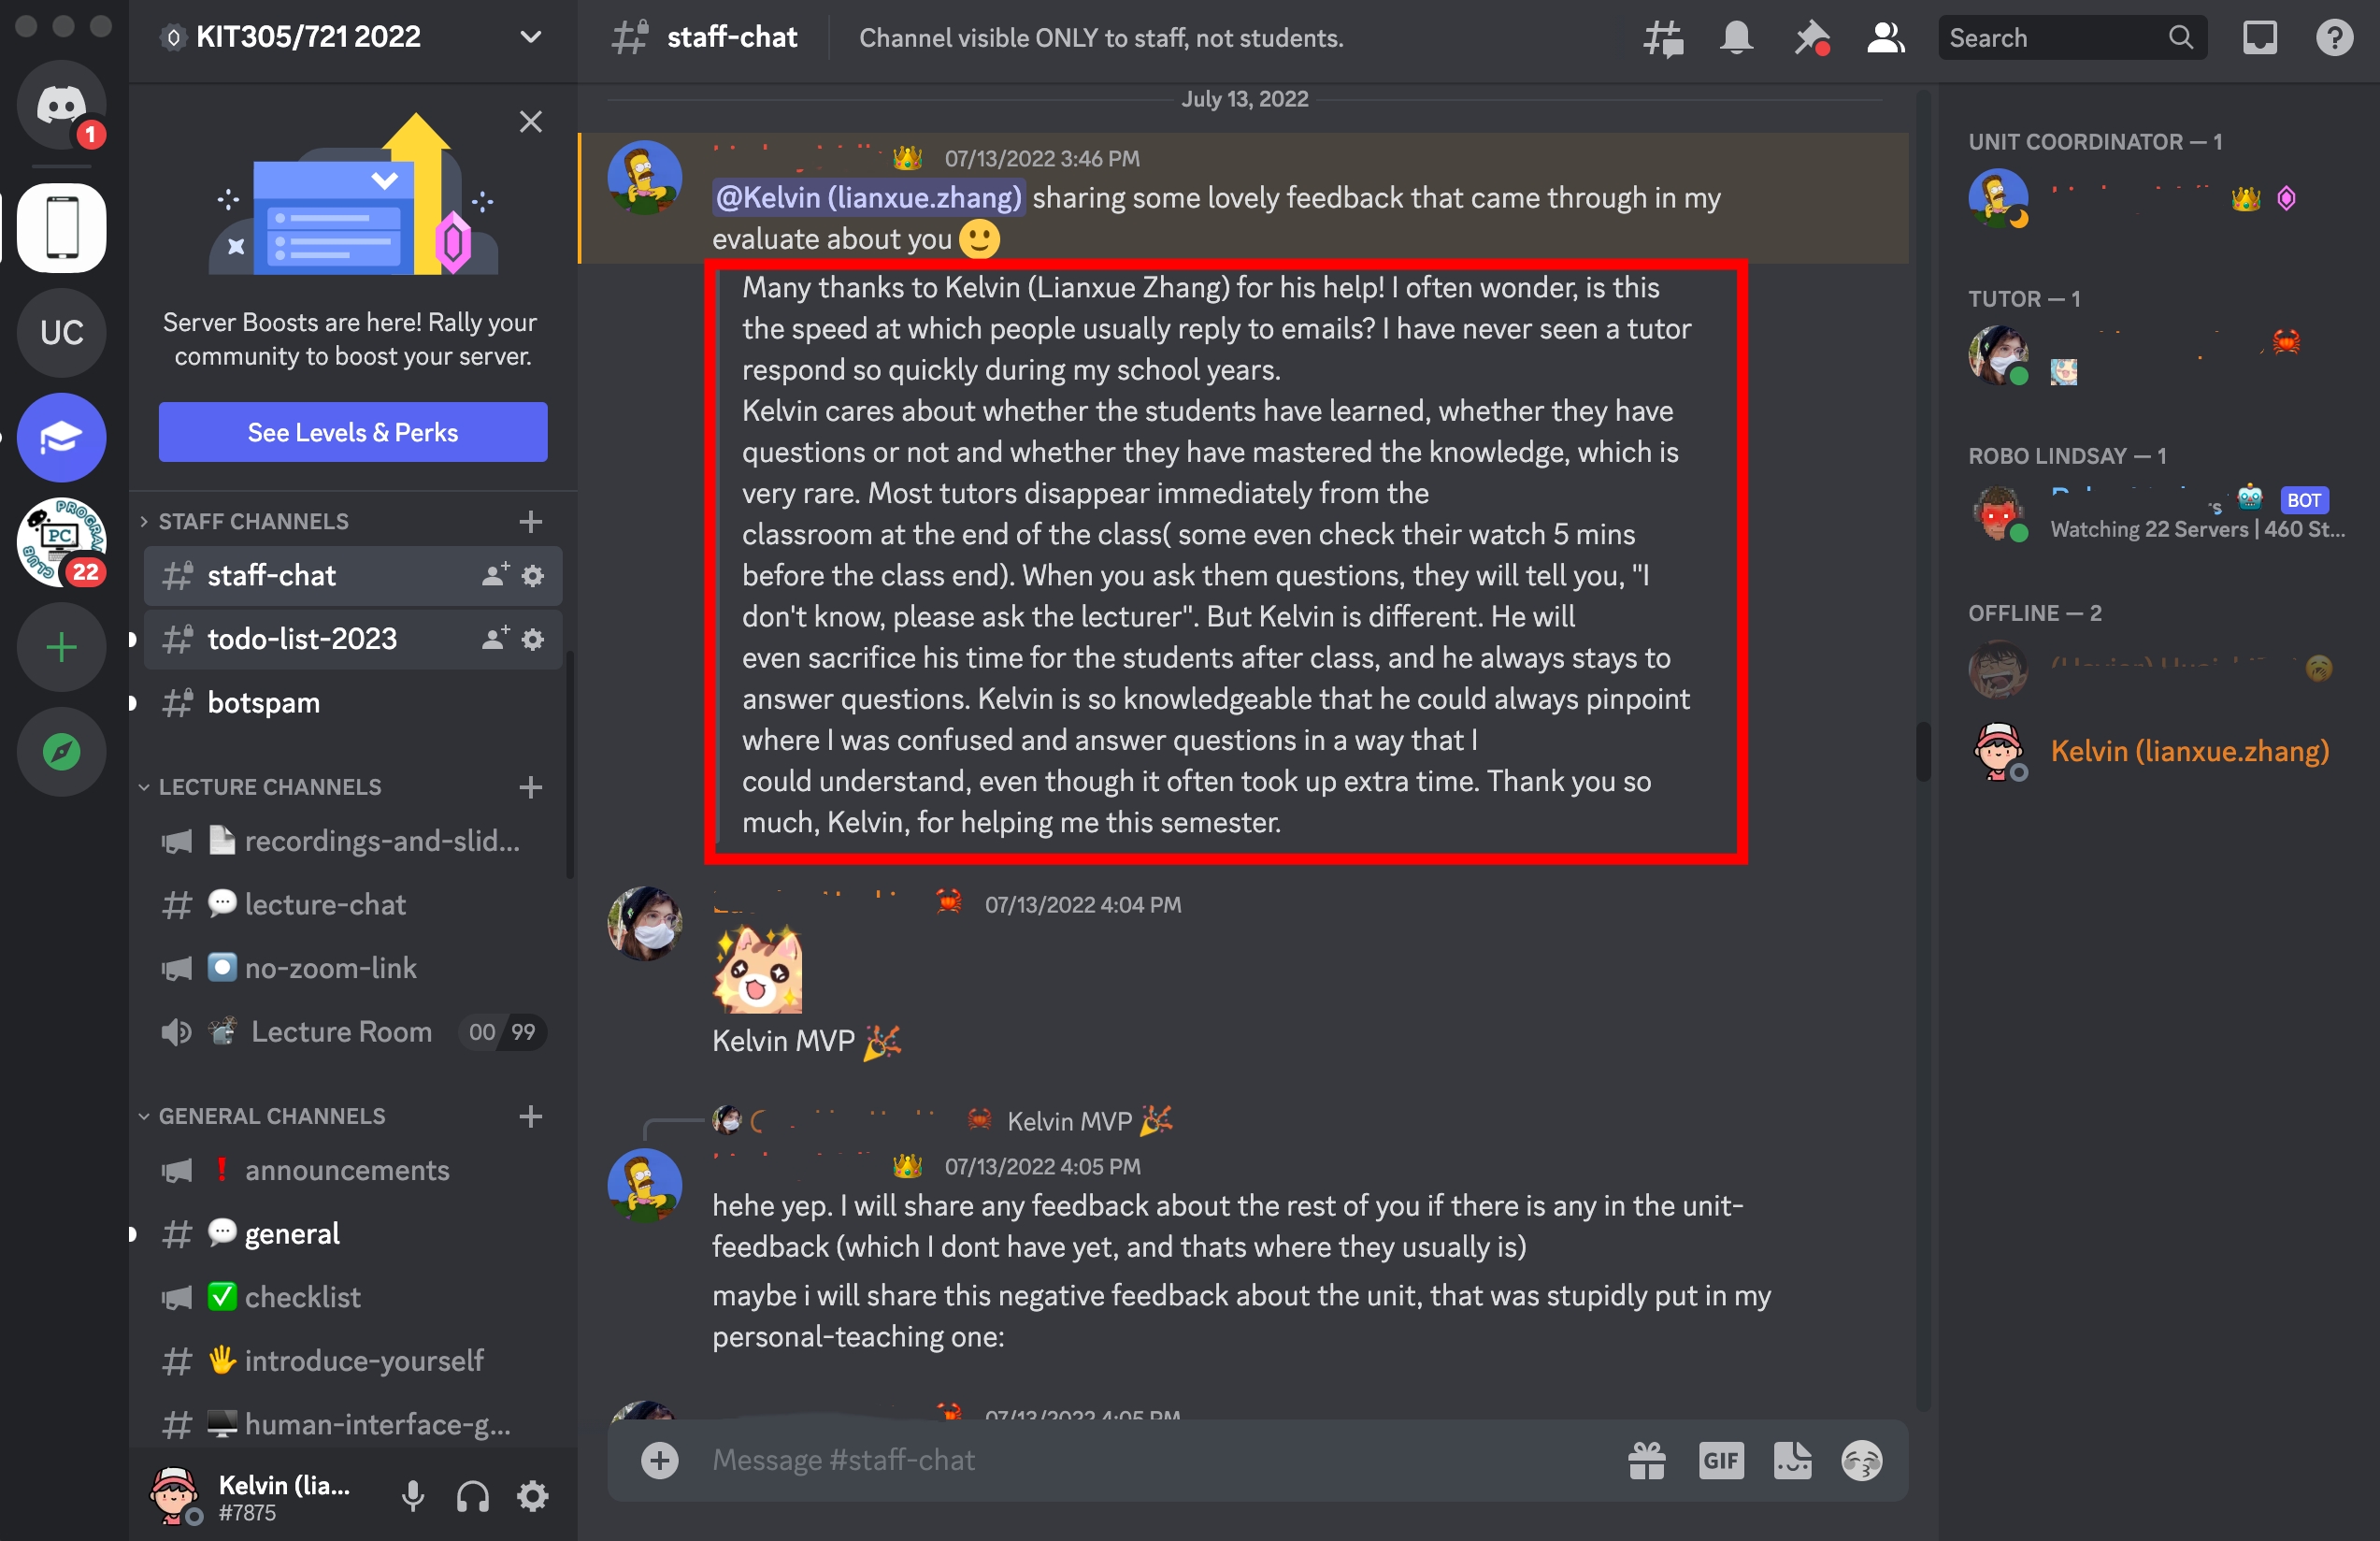 KIT305/721 2022
staff-chat
Channel visible ONLY to staff, not students.
Search
1
UC
PROGRAM
PC
CLUB
22
Server Boosts are here! Rally your
community to boost your server.
See Levels & Perks
STAFF CHANNELS
staff-chat
todo-list-2023
botspam
LECTURE CHANNELS
recordings-and-slid...
lecture-chat
no-zoom-link
Lecture Room 00 99
GENERAL CHANNELS
announcements
general
checklist
introduce-yourself
human-interface-g...
Kelvin (lia...
#7875
July 13, 2022
07/13/2022 3:46 PM
@Kelvin (lianxue.zhang) sharing some lovely feedback that came through in my
evaluate about you
Many thanks to Kelvin (Lianxue Zhang) for his help! I often wonder, is this
the speed at which people usually reply to emails? I have never seen a tutor
respond so quickly during my school years.
Kelvin cares about whether the students have learned, whether they have
questions or not and whether they have mastered the knowledge, which is
very rare. Most tutors disappear immediately from the
classroom at the end of the class( some even check their watch 5 mins
before the class end). When you ask them questions, they will tell you, "I
don't know, please ask the lecturer". But Kelvin is different. He will
even sacrifice his time for the students after class, and he always stays to
answer questions. Kelvin is so knowledgeable that he could always pinpoint
where I was confused and answer questions in a way that I
could understand, even though it often took up extra time. Thank you so
much, Kelvin, for helping me this semester.
07/13/2022 4:04 PM
Kelvin MVP
Kelvin MVP
07/13/2022 4:05 PM
hehe yep. I will share any feedback about the rest of you if there is any in the unit-
feedback (which I dont have yet, and thats where they usually is)
maybe i will share this negative feedback about the unit, that was stupidly put in my
personal-teaching one:
07/13/2022 4:05 PM
Message #staff-chat
GIF
UNIT COORDINATOR — 1
TUTOR — 1
ROBO LINDSAY — 1
BOT
Watching 22 Servers | 460 St...
OFFLINE — 2
Kelvin (lianxue.zhang)